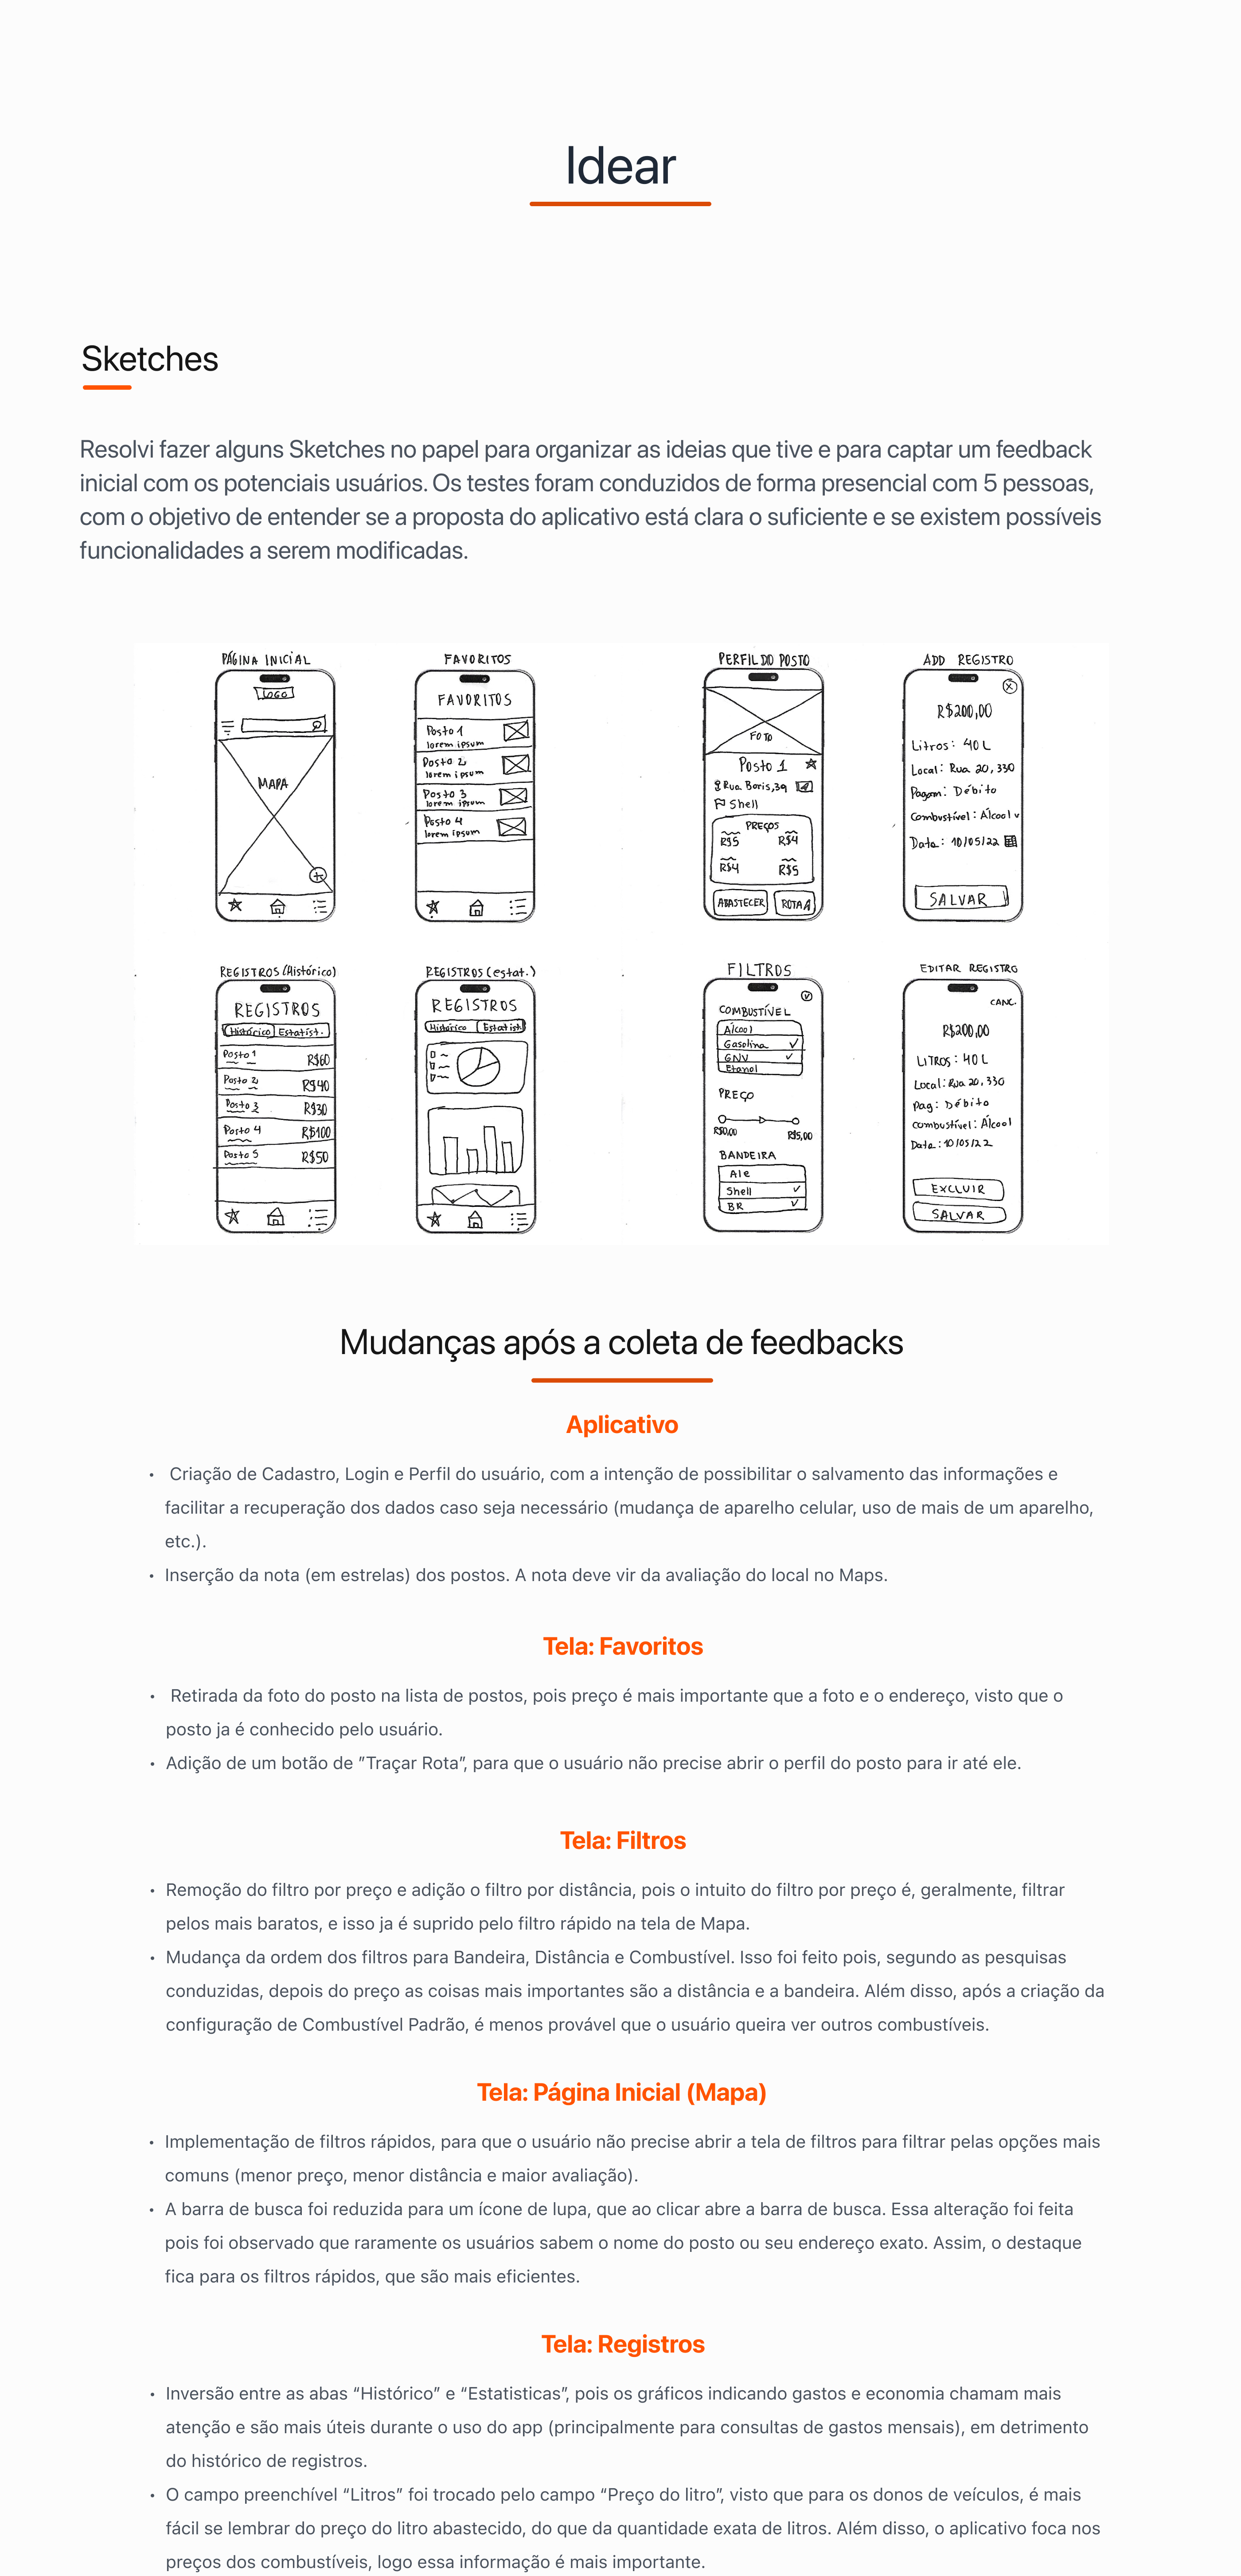 Idear
Sketches
Resolvi fazer alguns Sketches no papel para organizar as ideias que tive e para captar um feedback
inicial com os potenciais usuários. Os testes foram conduzidos de forma presencial com 5 pessoas,
com o objetivo de entender se a proposta do aplicativo está clara o suficiente e se existem possíveis
funcionalidades a serem modificadas.
PÁGINA INICIAL
LOGO
MAPA
FAVORITOS
FAVORITOS
Posto 1
lorem ipsum
Posto 2
lorem ipsum
Posto 3
lorem ipsum
Posto 4
lorem ipsum
PERFIL DO POSTO
FOTO
Posto 1
Rua Boris, 39
Shell
PREÇOS
R$5 R$4
R$4 R$5
ABASTECER ROTA
ADD REGISTRO
R$200,00
Litros: 40 L
Local: Rua 20, 330
Pagam: Débito
Combustível: Álcool
Data: 10/05/22
SALVAR
REGISTROS (Histórico)
REGISTROS
Histórico Estatíst.
Posto 1 R$60
Posto 2 R$40
Posto 3 R$30
Posto 4 R$100
Posto 5 R$50
REGISTROS (estat.)
REGISTROS
Histórico Estatíst.
FILTROS
COMBUSTÍVEL
Álcool
Gasolina
GNV
Etanol
PREÇO
R$0,00 R$5,00
BANDEIRA
Ale
Shell
BR
EDITAR REGISTRO
CANC.
R$200,00
LITROS: 40 L
Local: Rua 20, 330
Pag: Débito
combustível: Álcool
Data: 10/05/22
EXCLUIR
SALVAR
Mudanças após a coleta de feedbacks
Aplicativo
• Criação de Cadastro, Login e Perfil do usuário, com a intenção de possibilitar o salvamento das informações e
facilitar a recuperação dos dados caso seja necessário (mudança de aparelho celular, uso de mais de um aparelho,
etc.).
• Inserção da nota (em estrelas) dos postos. A nota deve vir da avaliação do local no Maps.
Tela: Favoritos
• Retirada da foto do posto na lista de postos, pois preço é mais importante que a foto e o endereço, visto que o
posto ja é conhecido pelo usuário.
• Adição de um botão de ”Traçar Rota”, para que o usuário não precise abrir o perfil do posto para ir até ele.
Tela: Filtros
• Remoção do filtro por preço e adição o filtro por distância, pois o intuito do filtro por preço é, geralmente, filtrar
pelos mais baratos, e isso ja é suprido pelo filtro rápido na tela de Mapa.
• Mudança da ordem dos filtros para Bandeira, Distância e Combustível. Isso foi feito pois, segundo as pesquisas
conduzidas, depois do preço as coisas mais importantes são a distância e a bandeira. Além disso, após a criação da
configuração de Combustível Padrão, é menos provável que o usuário queira ver outros combustíveis.
Tela: Página Inicial (Mapa)
• Implementação de filtros rápidos, para que o usuário não precise abrir a tela de filtros para filtrar pelas opções mais
comuns (menor preço, menor distância e maior avaliação).
• A barra de busca foi reduzida para um ícone de lupa, que ao clicar abre a barra de busca. Essa alteração foi feita
pois foi observado que raramente os usuários sabem o nome do posto ou seu endereço exato. Assim, o destaque
fica para os filtros rápidos, que são mais eficientes.
Tela: Registros
• Inversão entre as abas “Histórico” e “Estatisticas”, pois os gráficos indicando gastos e economia chamam mais
atenção e são mais úteis durante o uso do app (principalmente para consultas de gastos mensais), em detrimento
do histórico de registros.
• O campo preenchível “Litros” foi trocado pelo campo “Preço do litro”, visto que para os donos de veículos, é mais
fácil se lembrar do preço do litro abastecido, do que da quantidade exata de litros. Além disso, o aplicativo foca nos
preços dos combustíveis, logo essa informação é mais importante.